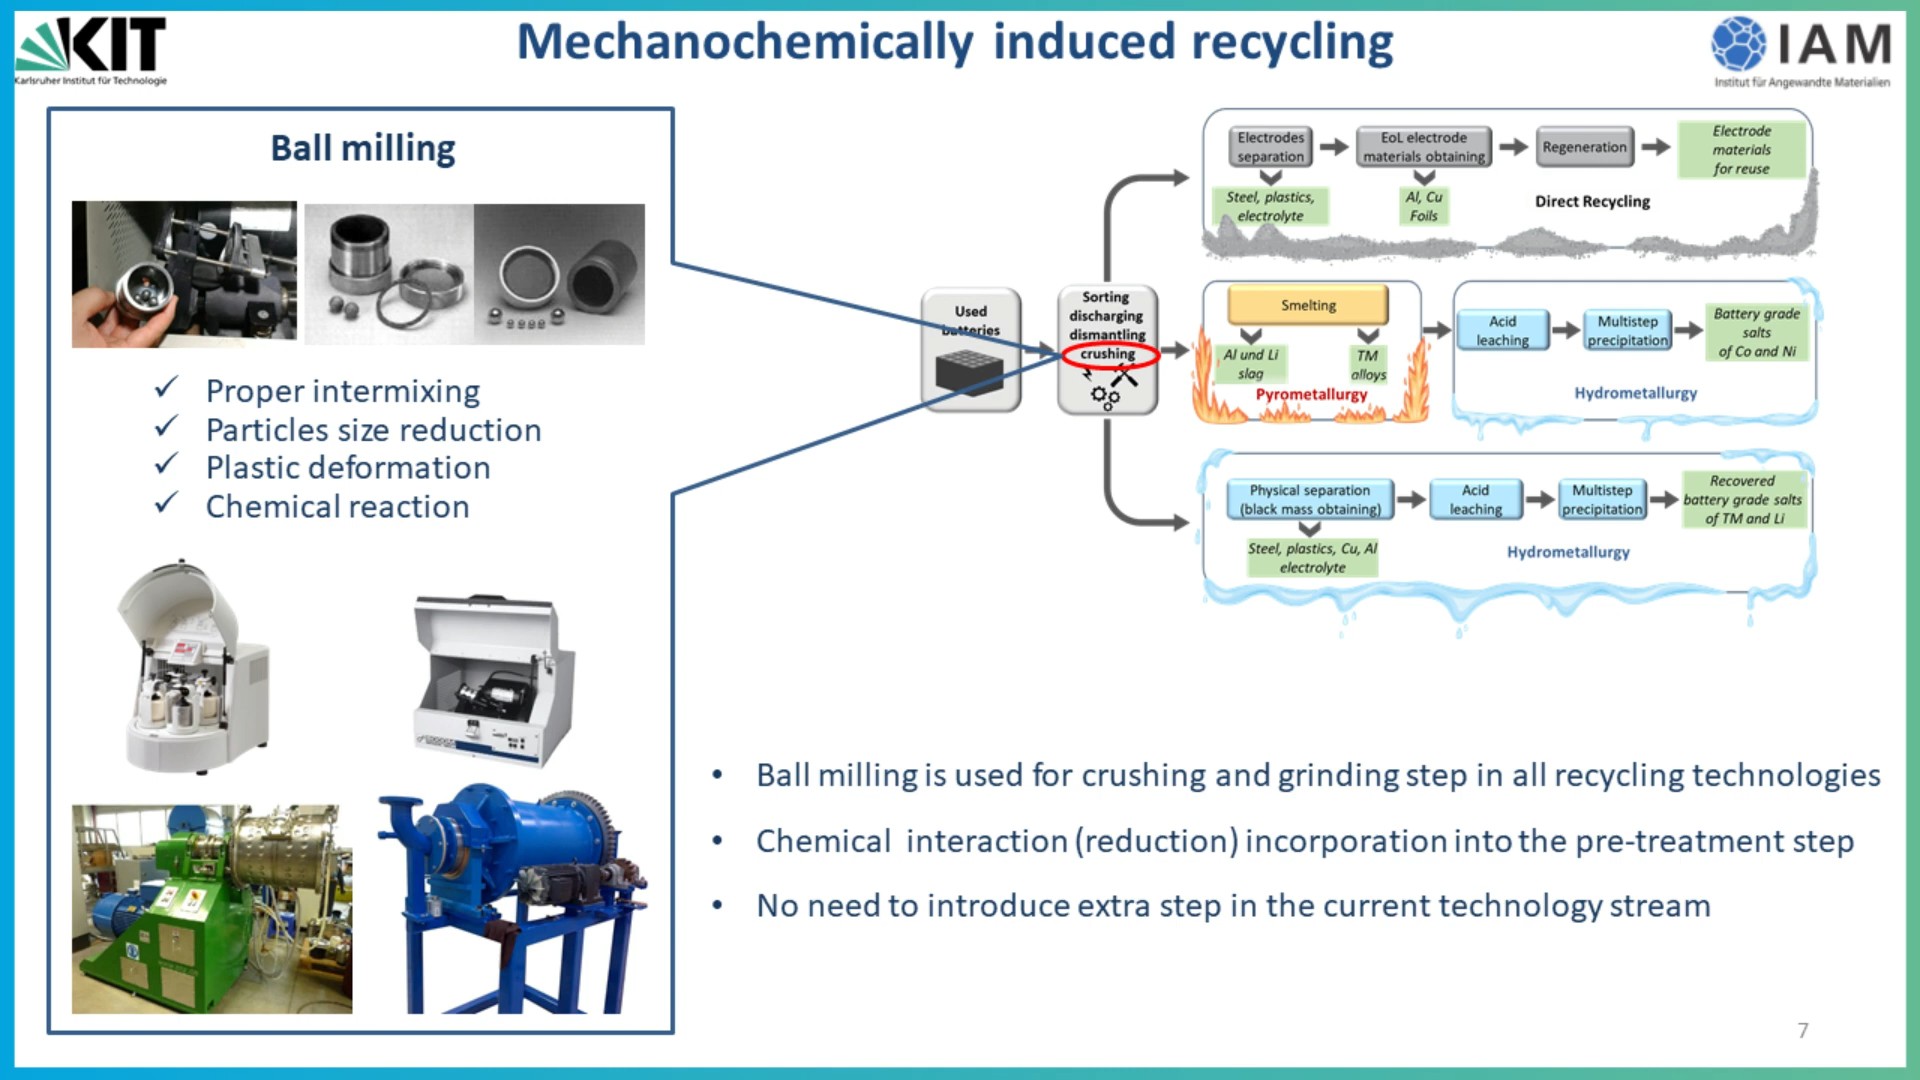 KIT
Karlsruher Institut für Technologie
Mechanochemically induced recycling
IAM
Institut für Angewandte Materialien
Ball milling
✓ Proper intermixing
✓ Particles size reduction
✓ Plastic deformation
✓ Chemical reaction
Used
batteries
Sorting
discharging
dismantling
crushing
Electrodes
separation
EoL electrode
materials obtaining
Regeneration
Electrode
materials
for reuse
Steel, plastics,
electrolyte
Al, Cu
Foils
Direct Recycling
Smelting
Al und Li
slag
TM
alloys
Pyrometallurgy
Acid
leaching
Multistep
precipitation
Battery grade
salts
of Co and Ni
Hydrometallurgy
Physical separation
(black mass obtaining)
Acid
leaching
Multistep
precipitation
Recovered
battery grade salts
of TM and Li
Steel, plastics, Cu, Al
electrolyte
Hydrometallurgy
• Ball milling is used for crushing and grinding step in all recycling technologies
• Chemical interaction (reduction) incorporation into the pre-treatment step
• No need to introduce extra step in the current technology stream
7